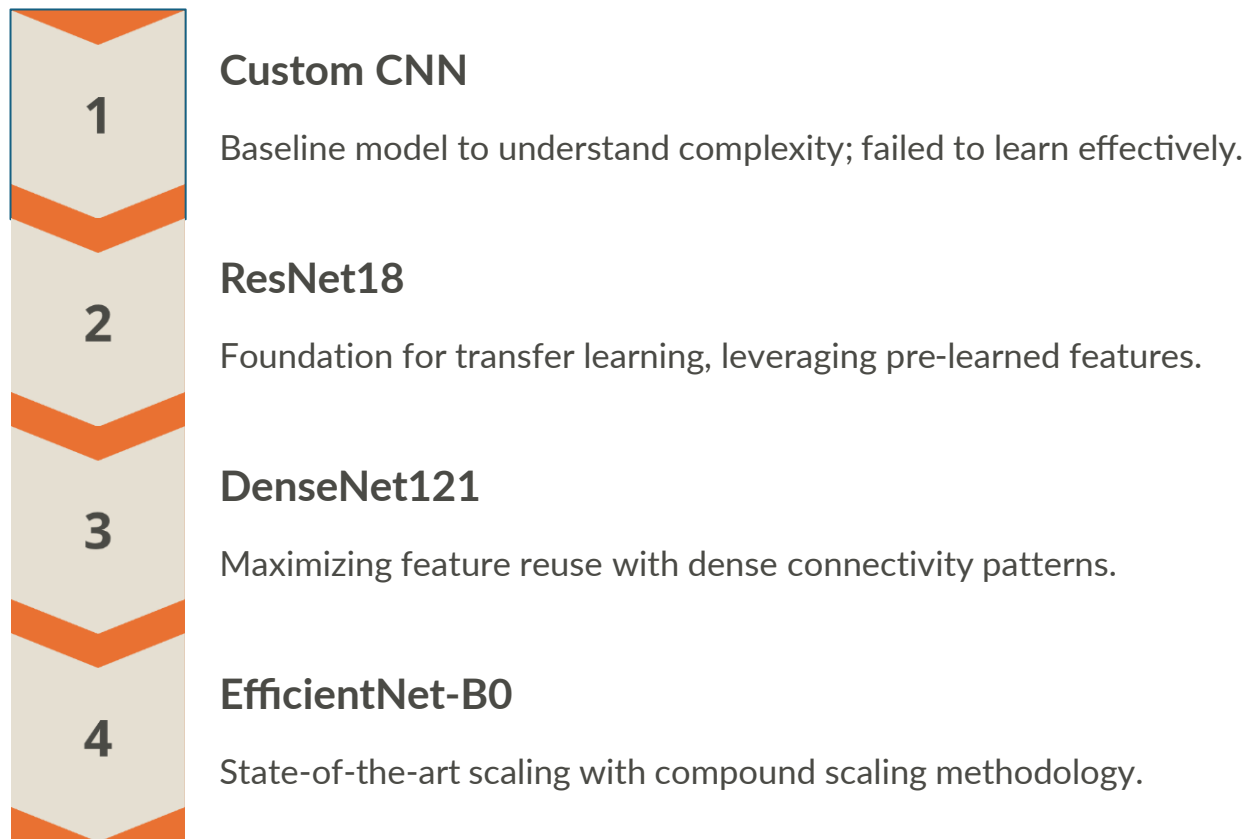 1
Custom CNN
Baseline model to understand complexity; failed to learn effectively.
2
ResNet18
Foundation for transfer learning, leveraging pre-learned features.
3
DenseNet121
Maximizing feature reuse with dense connectivity patterns.
4
EfficientNet-B0
State-of-the-art scaling with compound scaling methodology.